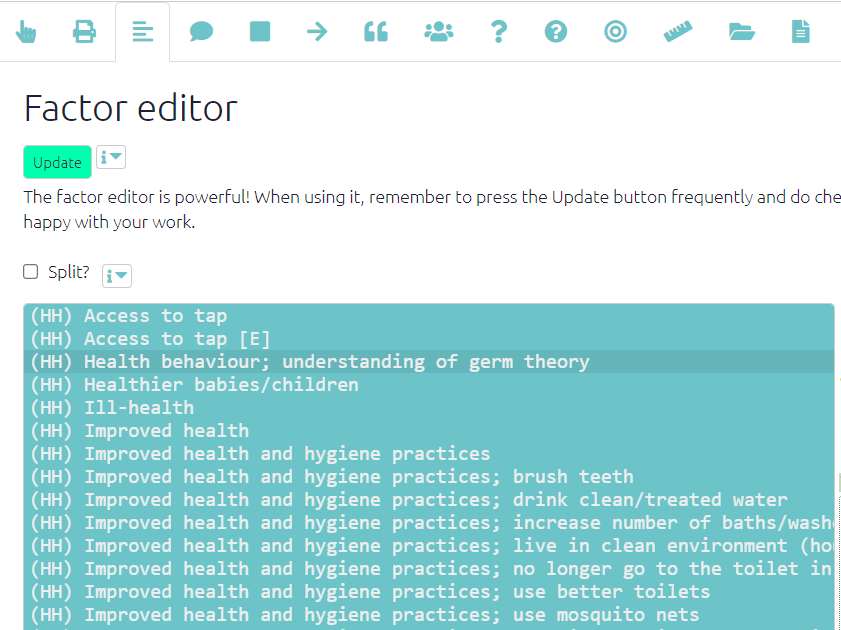 Factor editor
Update
The factor editor is powerful! When using it, remember to press the Update button frequently and do
happy with your work.
Split?
(HH) Access to tap
(HH) Access to tap [E]
(HH) Health behaviour; understanding of germ theory
(HH) Healthier babies/children
(HH) Ill-health
(HH) Improved health
(HH) Improved health and hygiene practices
(HH) Improved health and hygiene practices; brush teeth
(HH) Improved health and hygiene practices; drink clean/treated water
(HH) Improved health and hygiene practices; increase number of baths/
(HH) Improved health and hygiene practices; live in clean environment
(HH) Improved health and hygiene practices; no longer go to the toilet in
(HH) Improved health and hygiene practices; use better toilets
(HH) Improved health and hygiene practices; use mosquito nets